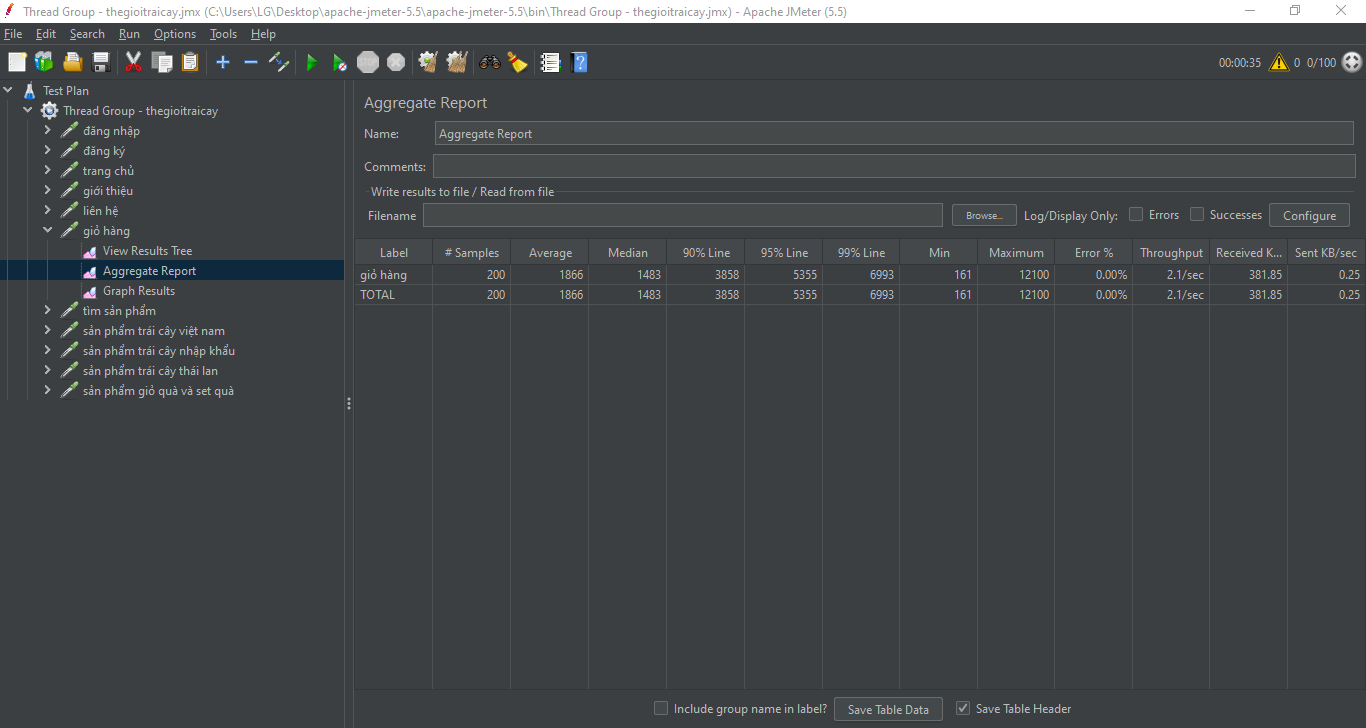 Thread Group - thegioitraicay.jmx (C:\Users\LG\Desktop\apache-jmeter-5.5\apache-jmeter-5.5\bin\Thread Group - thegioitraicay.jmx) - Apache JMeter (5.5)
File Edit Search Run Options Tools Help
STOP 00:00:35 0 0/100
Test Plan
Thread Group - thegioitraicay
đăng nhập
đăng ký
trang chủ
giới thiệu
liên hệ
giỏ hàng
View Results Tree
Aggregate Report
Graph Results
tìm sản phẩm
sản phẩm trái cây việt nam
sản phẩm trái cây nhập khẩu
sản phẩm trái cây thái lan
sản phẩm giỏ quà và set quà
Aggregate Report
Name: Aggregate Report
Comments:
Write results to file / Read from file
Filename Browse... Log/Display Only: Errors Successes Configure
Label # Samples Average Median 90% Line 95% Line 99% Line Min Maximum Error % Throughput Received K... Sent KB/sec
giỏ hàng 200 1866 1483 3858 5355 6993 161 12100 0.00% 2.1/sec 381.85 0.25
TOTAL 200 1866 1483 3858 5355 6993 161 12100 0.00% 2.1/sec 381.85 0.25
Include group name in label? Save Table Data Save Table Header